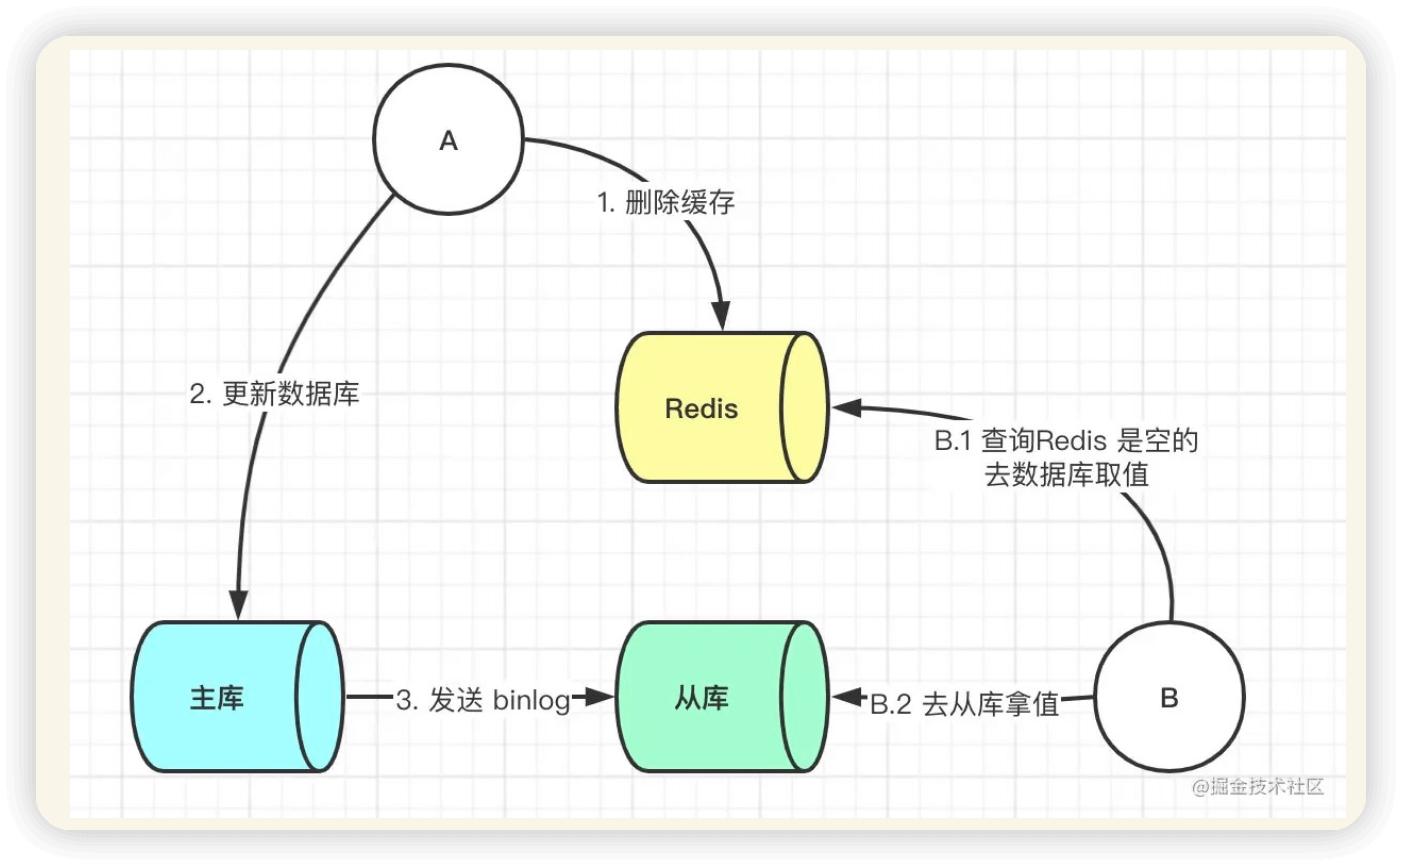 A
1. 删除缓存
2. 更新数据库
Redis
B.1 查询Redis 是空的
去数据库取值
主库
3. 发送 binlog
从库
B.2 去从库拿值
B
@掘金技术社区